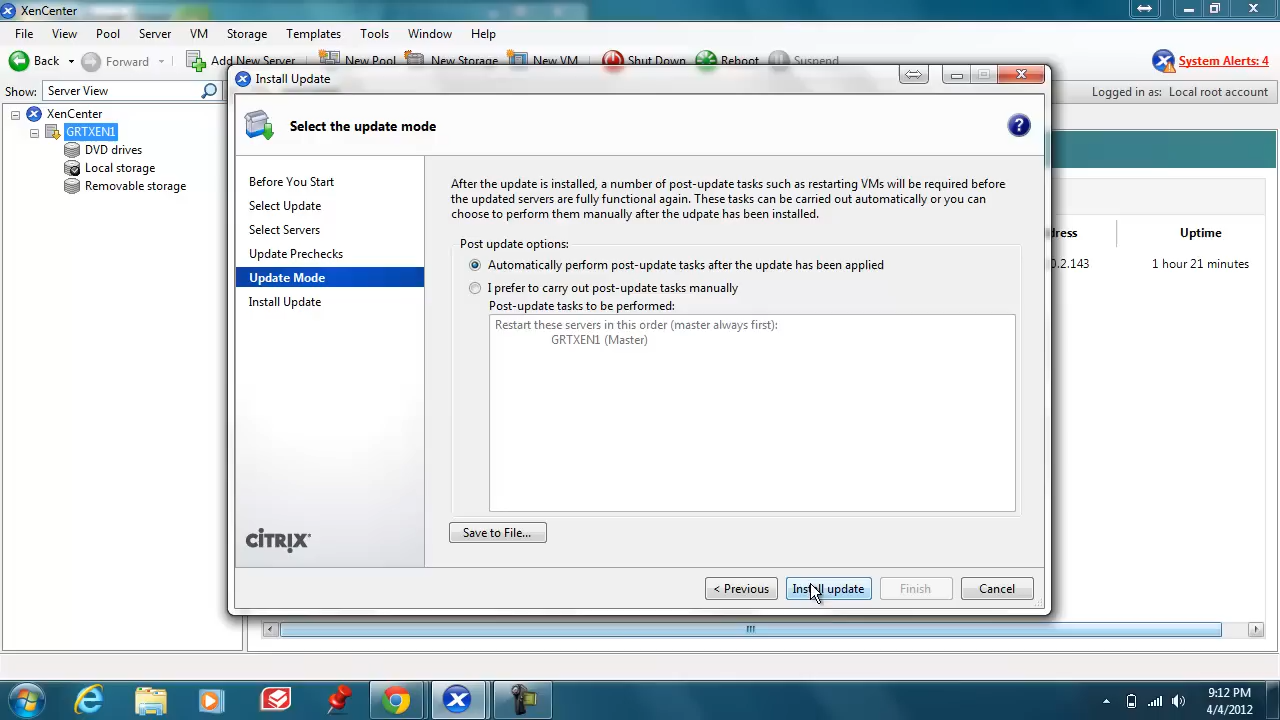 XenCenter
File View Pool Server VM Storage Templates Tools Window Help
Back Forward Add New Server New Pool New Storage New VM Shut Down Reboot Suspend System Alerts: 4
Show: Server View Logged in as: Local root account
XenCenter
GRTXEN1
DVD drives
Local storage
Removable storage
Install Update
Select the update mode
?
Before You Start
Select Update
Select Servers
Update Prechecks
Update Mode
Install Update
CITRIX
After the update is installed, a number of post-update tasks such as restarting VMs will be required before
the updated servers are fully functional again. These tasks can be carried out automatically or you can
choose to perform them manually after the udpate has been installed.
Post update options:
Automatically perform post-update tasks after the update has been applied
I prefer to carry out post-update tasks manually
Post-update tasks to be performed:
Restart these servers in this order (master always first):
GRTXEN1 (Master)
Save to File...
< Previous Install update Finish Cancel
dress Uptime
0.2.143 1 hour 21 minutes
9:12 PM
4/4/2012